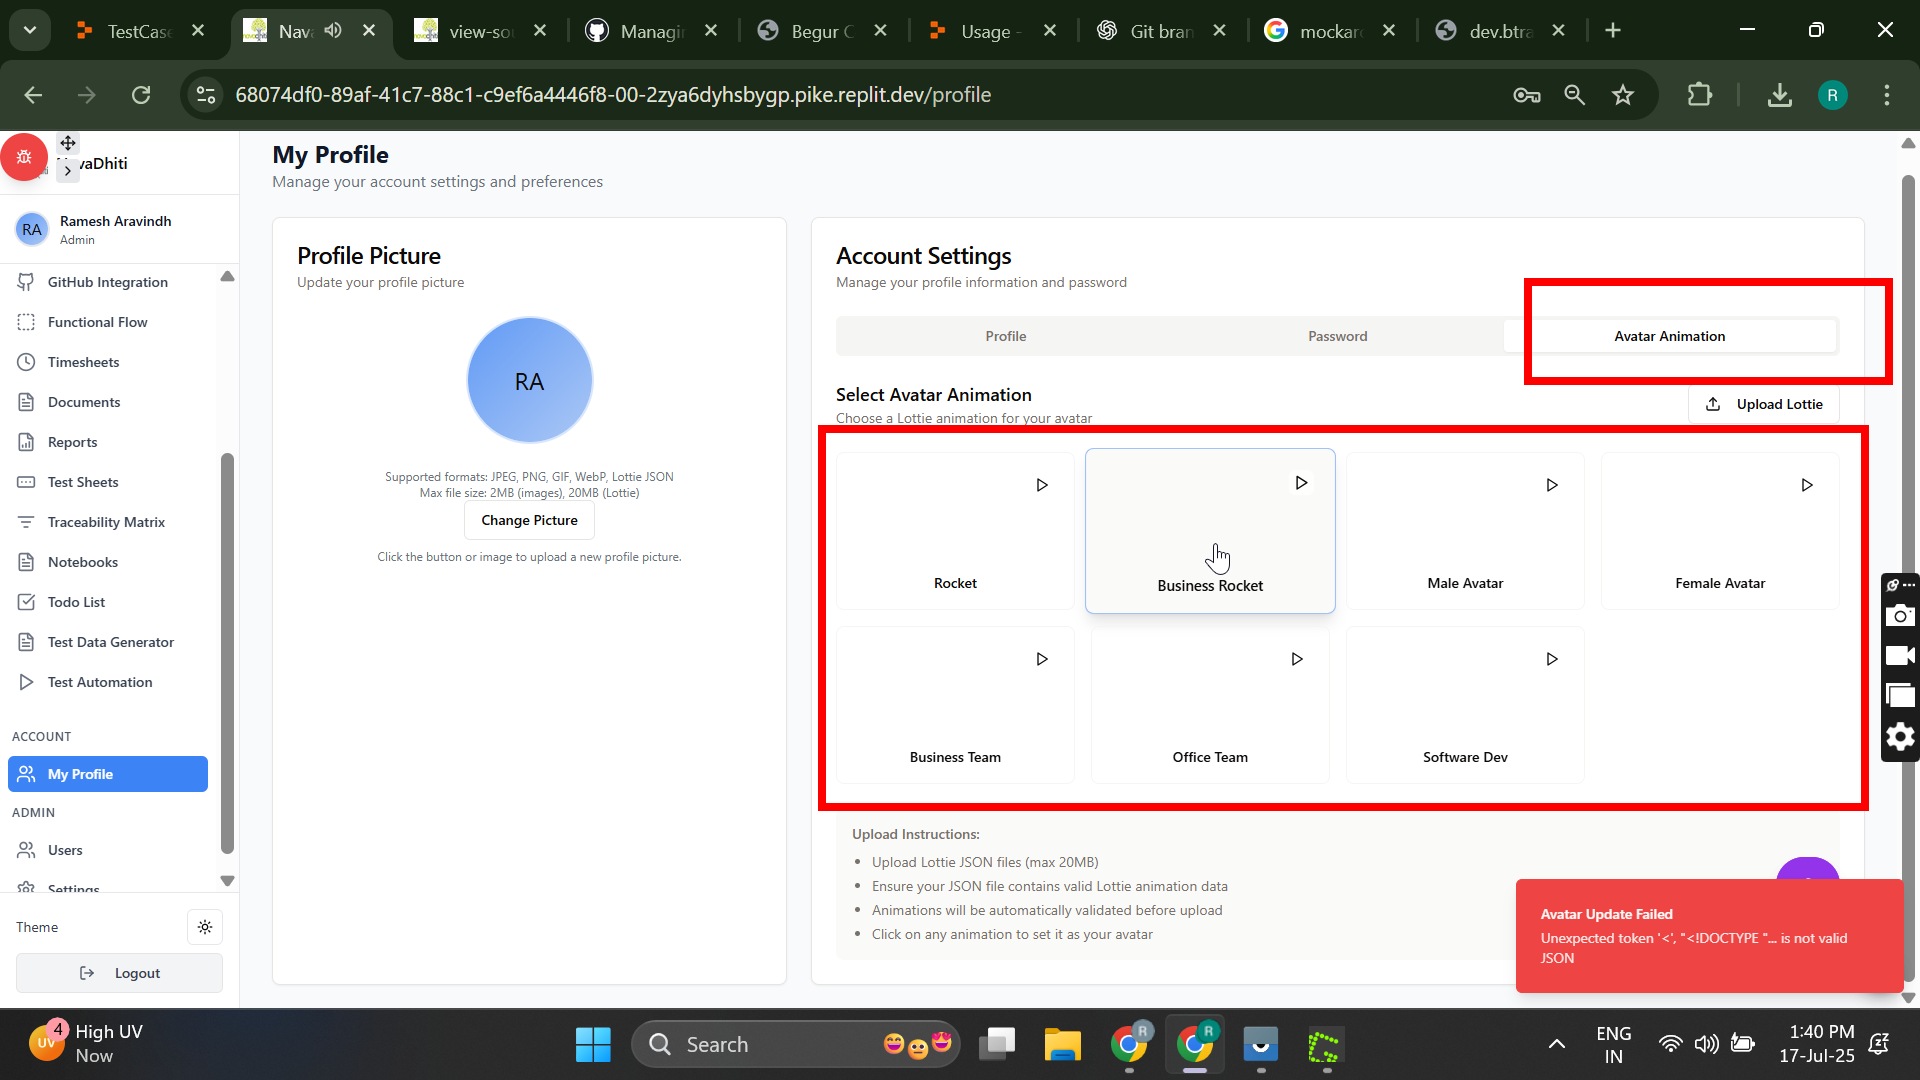 TestCase
Nava
view-so
Managin
Begur C
Usage -
Git bran
mockar
dev.btra
68074df0-89af-41c7-88c1-c9ef6a4446f8-00-2zya6dyhsbygp.pike.replit.dev/profile
R
vaDhiti
RA
Ramesh Aravindh
Admin
GitHub Integration
Functional Flow
Timesheets
Documents
Reports
Test Sheets
Traceability Matrix
Notebooks
Todo List
Test Data Generator
Test Automation
ACCOUNT
My Profile
ADMIN
Users
Settings
Theme
Logout
My Profile
Manage your account settings and preferences
Profile Picture
Update your profile picture
RA
Supported formats: JPEG, PNG, GIF, WebP, Lottie JSON
Max file size: 2MB (images), 20MB (Lottie)
Change Picture
Click the button or image to upload a new profile picture.
Account Settings
Manage your profile information and password
Profile
Password
Avatar Animation
Select Avatar Animation
Choose a Lottie animation for your avatar
Upload Lottie
Rocket
Business Rocket
Male Avatar
Female Avatar
Business Team
Office Team
Software Dev
Upload Instructions:
• Upload Lottie JSON files (max 20MB)
• Ensure your JSON file contains valid Lottie animation data
• Animations will be automatically validated before upload
• Click on any animation to set it as your avatar
Avatar Update Failed
Unexpected token '<', "<!DOCTYPE "... is not valid
JSON
UV
4
High UV
Now
Search
R
R
ENG
IN
1:40 PM
17-Jul-25